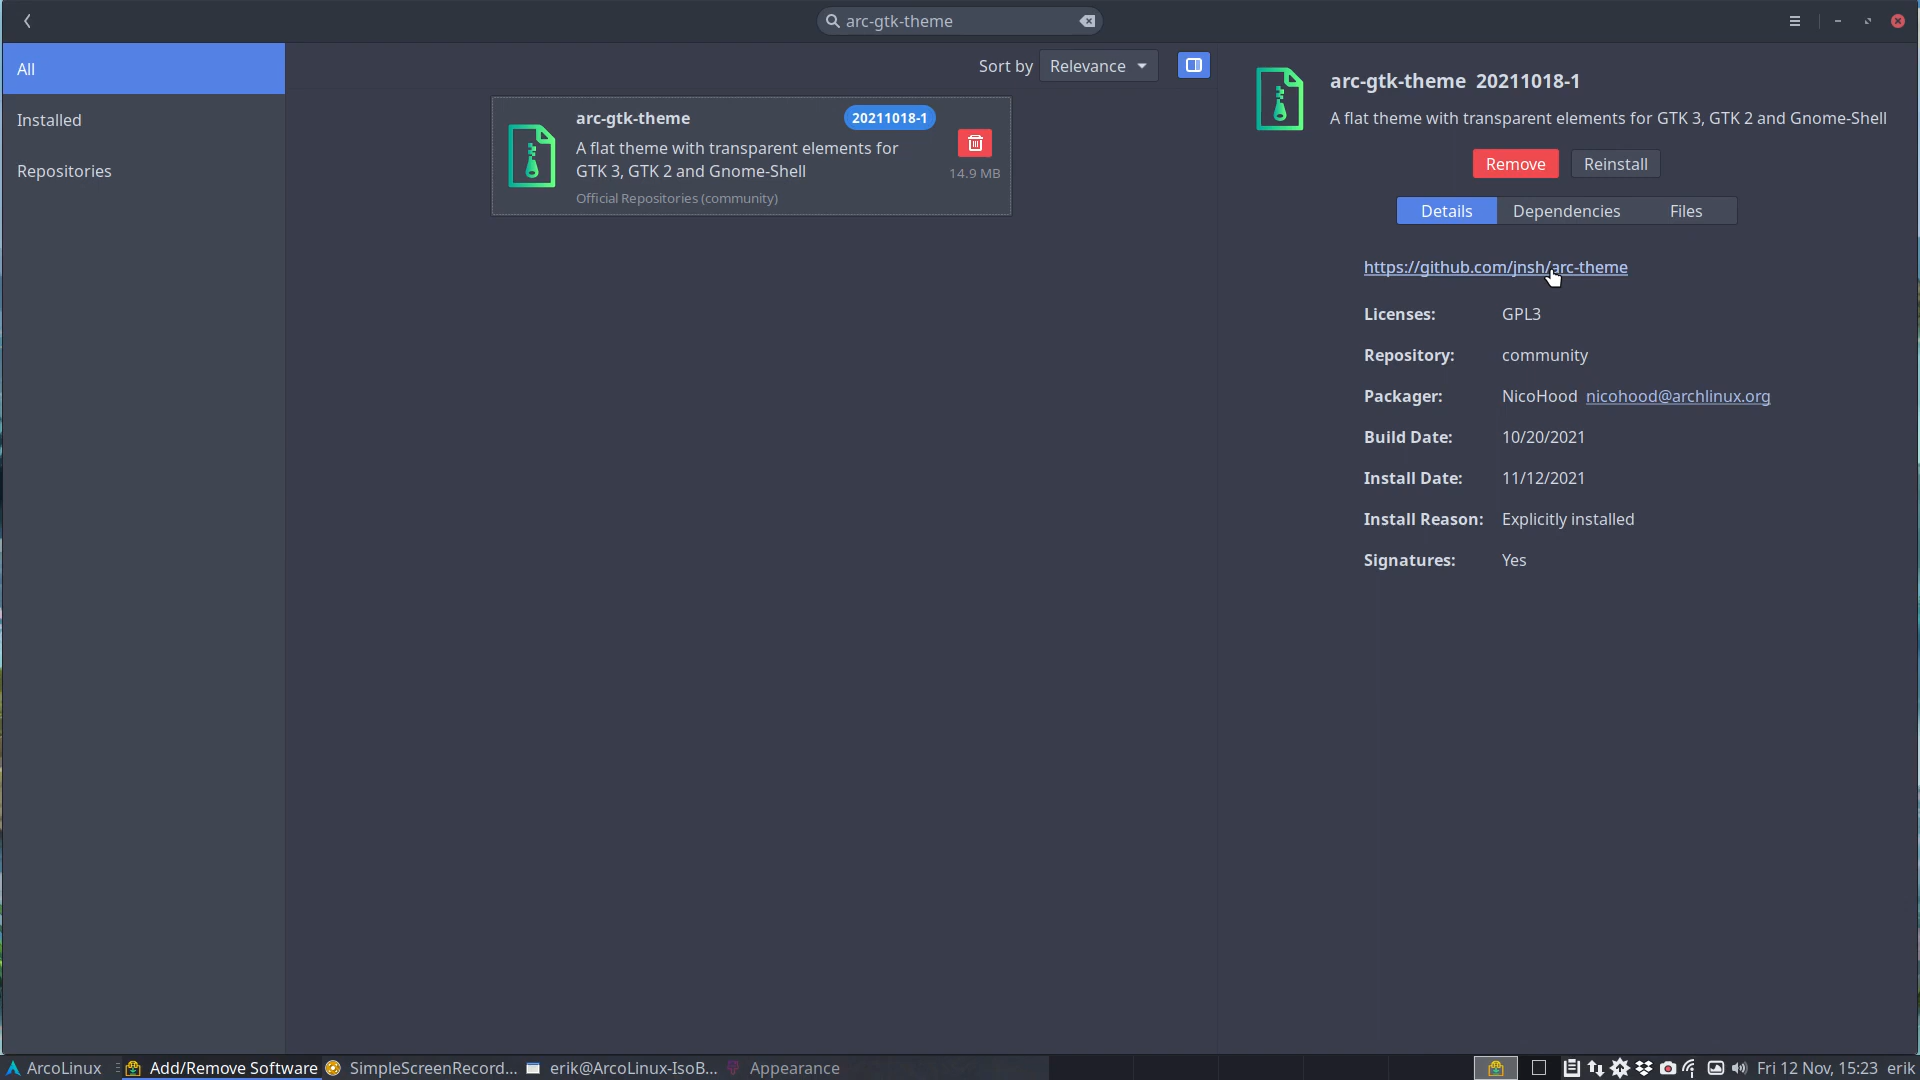 arc-gtk-theme
All
Installed
Repositories
Sort by Relevance
arc-gtk-theme 20211018-1
A flat theme with transparent elements for
GTK 3, GTK 2 and Gnome-Shell
14.9 MB
Official Repositories (community)
arc-gtk-theme 20211018-1
A flat theme with transparent elements for GTK 3, GTK 2 and Gnome-Shell
Remove Reinstall
Details Dependencies Files
https://github.com/jnsh/arc-theme
Licenses: GPL3
Repository: community
Packager: NicoHood nicohood@archlinux.org
Build Date: 10/20/2021
Install Date: 11/12/2021
Install Reason: Explicitly installed
Signatures: Yes
ArcoLinux Add/Remove Software SimpleScreenRecord... erik@ArcoLinux-IsoB... Appearance Fri 12 Nov, 15:23 erik